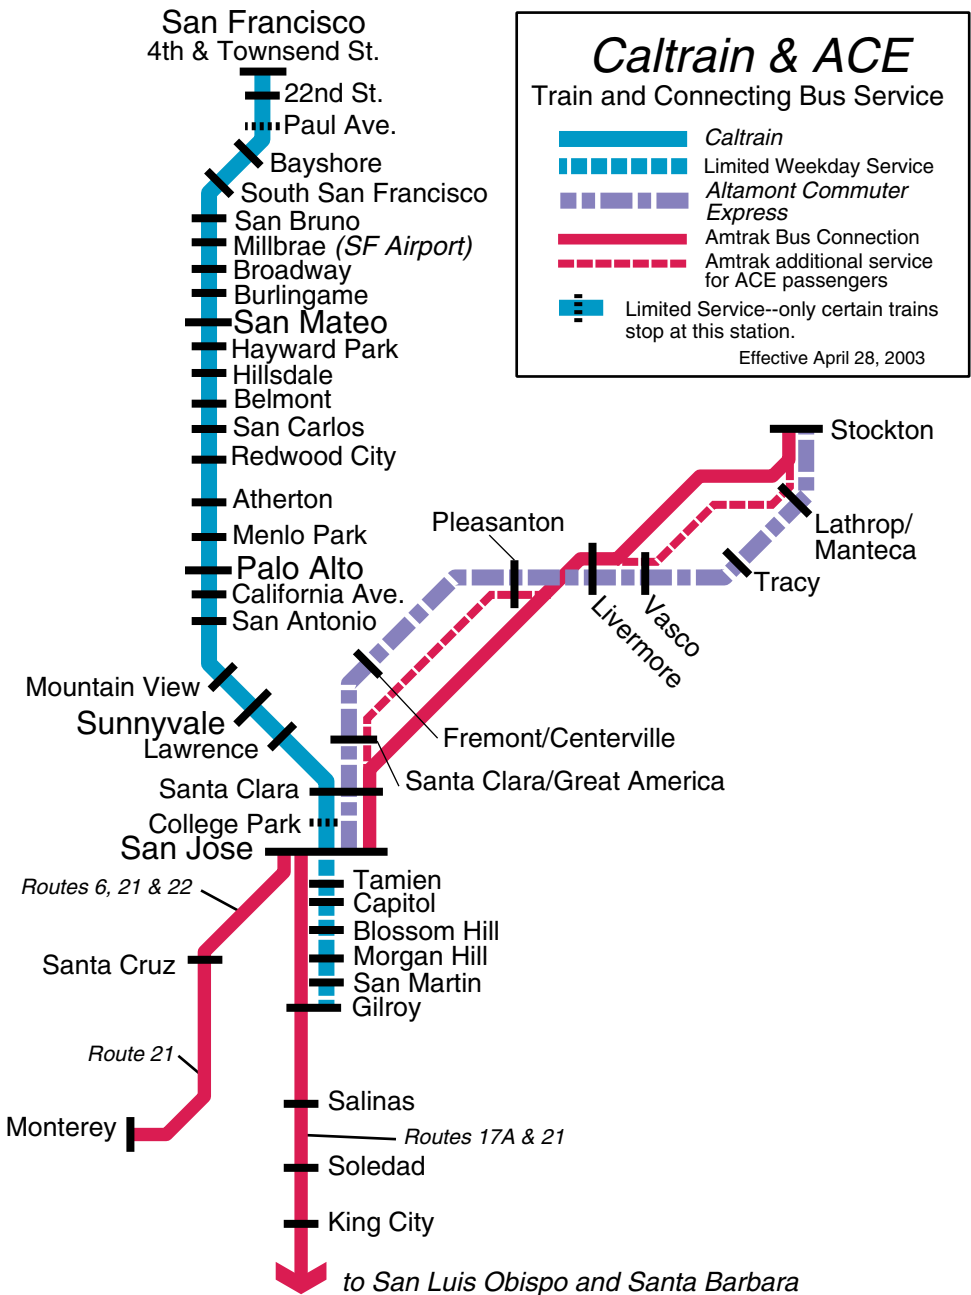 San Francisco
4th & Townsend St.
22nd St.
Paul Ave.
Bayshore
South San Francisco
San Bruno
Millbrae (SF Airport)
Broadway
Burlingame
San Mateo
Hayward Park
Hillsdale
Belmont
San Carlos
Redwood City
Atherton
Menlo Park
Palo Alto
California Ave.
San Antonio
Mountain View
Sunnyvale
Lawrence
Santa Clara
College Park
San Jose
Caltrain & ACE
Train and Connecting Bus Service
Caltrain
Limited Weekday Service
Altamont Commuter
Express
Amtrak Bus Connection
Amtrak additional service
for ACE passengers
Limited Service--only certain trains
stop at this station.
Effective April 28, 2003
Stockton
Lathrop/
Manteca
Tracy
Vasco
Livermore
Pleasanton
Fremont/Centerville
Santa Clara/Great America
Tamien
Capitol
Blossom Hill
Morgan Hill
San Martin
Gilroy
Routes 6, 21 & 22
Santa Cruz
Route 21
Monterey
Salinas
Routes 17A & 21
Soledad
King City
to San Luis Obispo and Santa Barbara